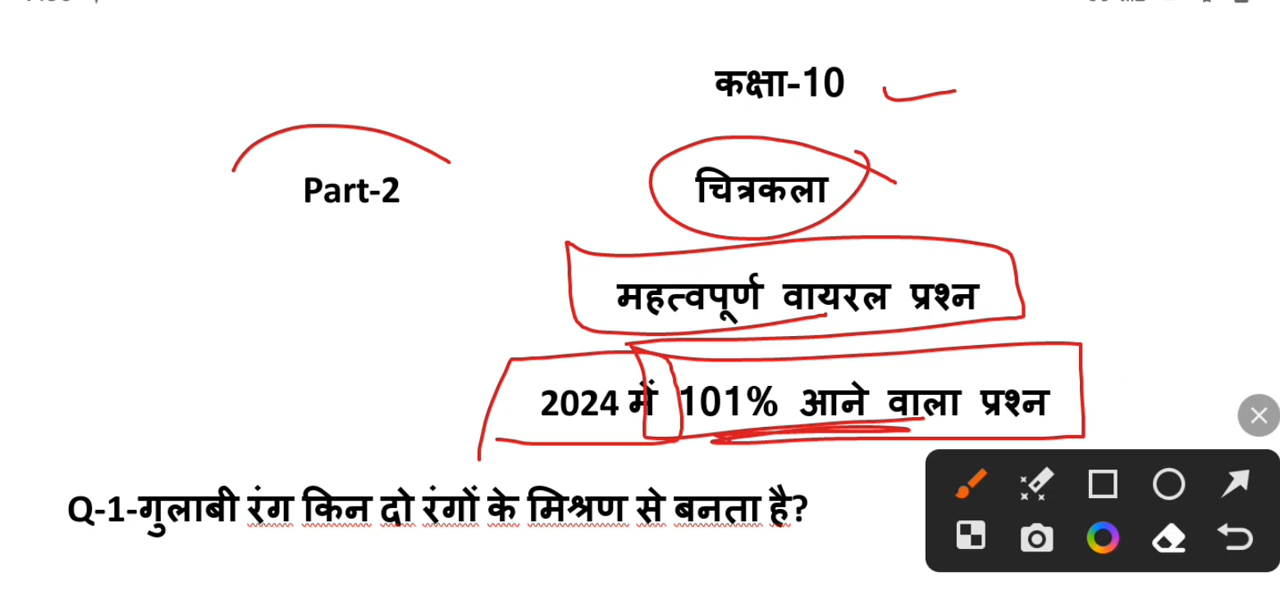 कक्षा-10
Part-2 चित्रकला
महत्वपूर्ण वायरल प्रश्न
2024 में 101% आने वाला प्रश्न
Q-1-गुलाबी रंग किन दो रंगों के मिश्रण से बनता है?